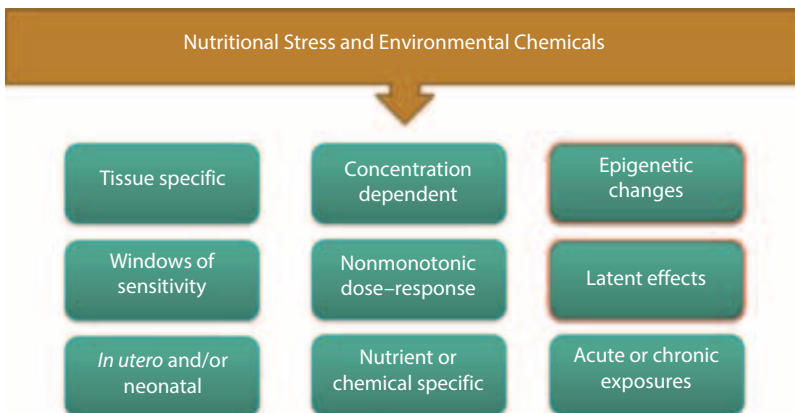 Nutritional Stress and Environmental Chemicals
Tissue specific
Concentration
dependent
Epigenetic
changes
Windows of
sensitivity
Nonmonotonic
dose–response
Latent effects
In utero and/or
neonatal
Nutrient or
chemical specific
Acute or chronic
exposures